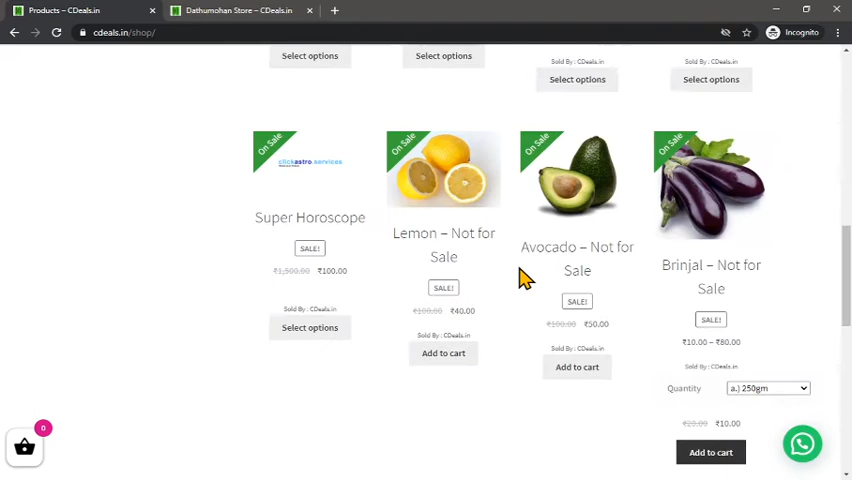 Products – CDeals.in
Dathumohan Store – CDeals.in
cdeals.in/shop/
Incognito
Select options
Select options
Sold By : CDeals.in
Select options
Sold By : CDeals.in
Select options
On Sale
clickastro.services
Super Horoscope
SALE!
₹1,500.00 ₹100.00
Sold By : CDeals.in
Select options
On Sale
Lemon – Not for
Sale
SALE!
₹100.00 ₹40.00
Sold By : CDeals.in
Add to cart
On Sale
Avocado – Not for
Sale
SALE!
₹100.00 ₹50.00
Sold By : CDeals.in
Add to cart
On Sale
Brinjal – Not for
Sale
SALE!
₹10.00 – ₹80.00
Sold By : CDeals.in
Quantity a.) 250gm
₹20.00 ₹10.00
Add to cart
0